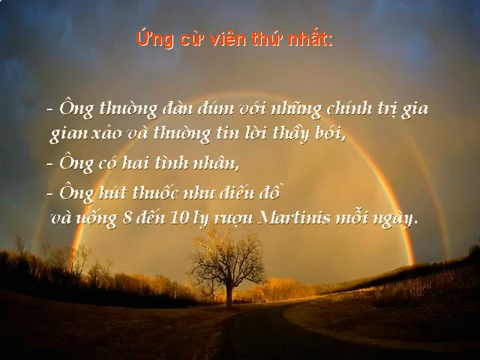 Ứng cừ viên thứ nhất:
- Ông thường đàn đúm với những chính trị gia
gian xảo và thường tin lời thầy bói,
- Ông có hai tình nhân,
- Ông hút thuốc như điếu đổ
và uống 8 đến 10 ly rượu Martinis mỗi ngày.